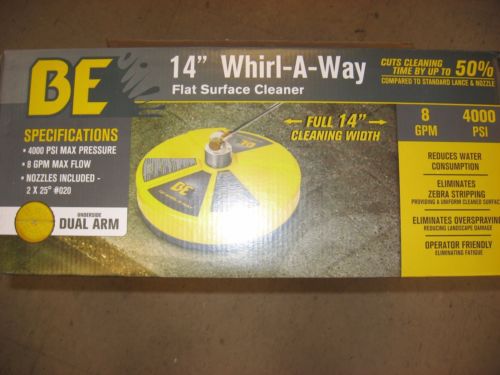 BE
14" Whirl-A-Way
Flat Surface Cleaner
CUTS CLEANING
TIME BY UP TO 50%
COMPARED TO STANDARD LANCE & NOZZLE
SPECIFICATIONS
• 4000 PSI MAX PRESSURE
• 8 GPM MAX FLOW
• NOZZLES INCLUDED -
2 X 25° #020
UNDERSIDE
DUAL ARM
FULL 14"
CLEANING WIDTH
BE
BE
8
GPM
4000
PSI
REDUCES WATER
CONSUMPTION
ELIMINATES
ZEBRA STRIPPING
PROVIDING A UNIFORM CLEANED SURFACE
ELIMINATES OVERSPRAYING
REDUCING LANDSCAPE DAMAGE
OPERATOR FRIENDLY
ELIMINATING FATIGUE